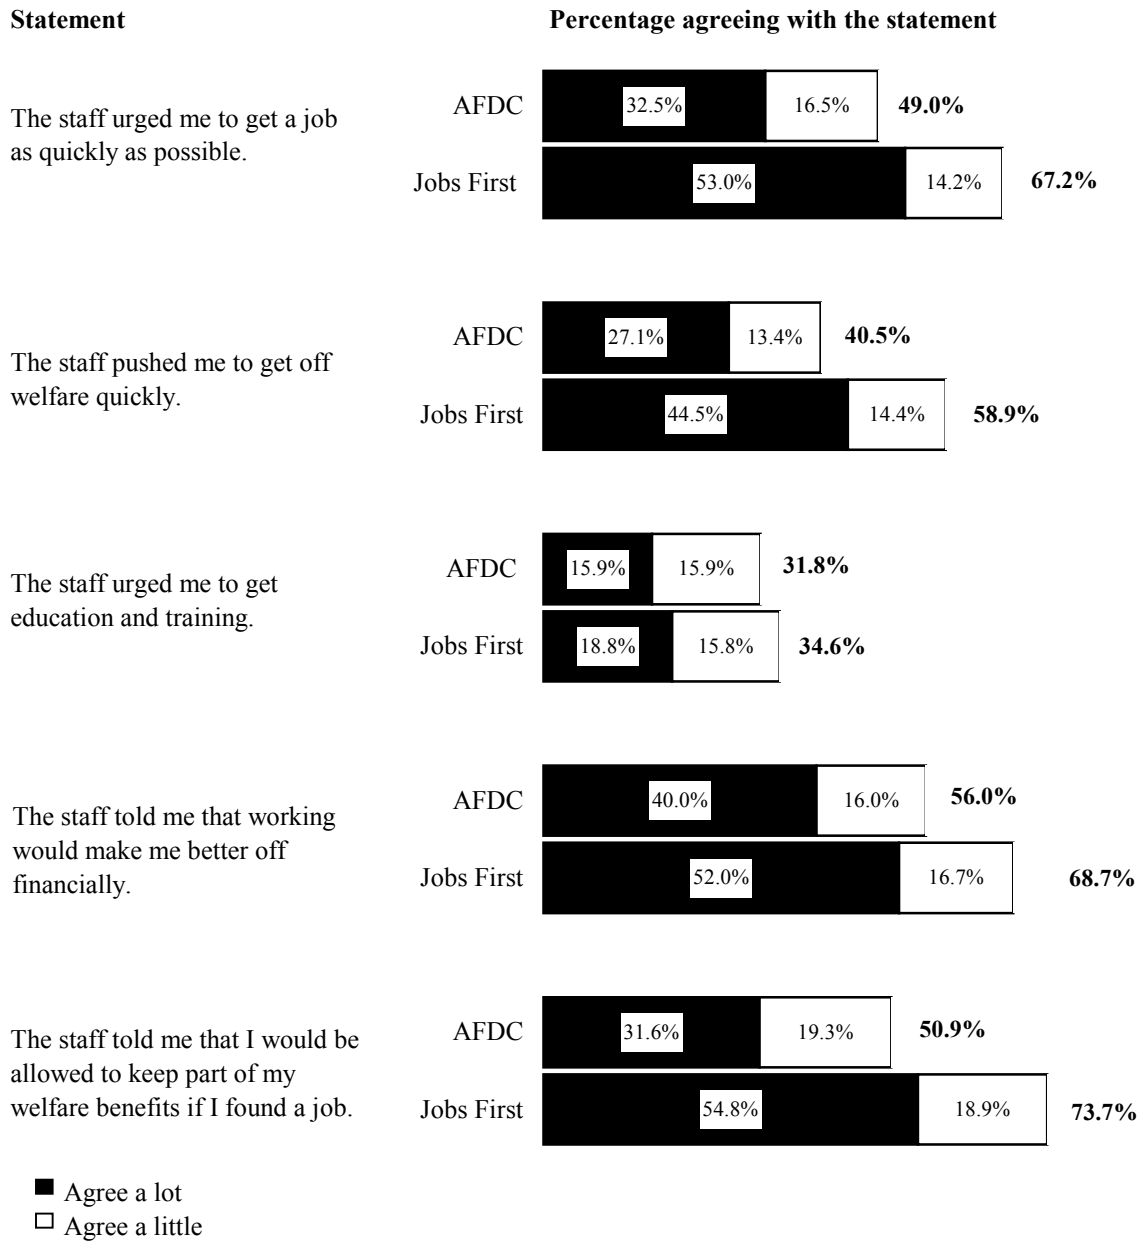 Statement
Percentage agreeing with the statement
The staff urged me to get a job
as quickly as possible.
AFDC
32.5%
16.5%
49.0%
Jobs First
53.0%
14.2%
67.2%
The staff pushed me to get off
welfare quickly.
AFDC
27.1%
13.4%
40.5%
Jobs First
44.5%
14.4%
58.9%
The staff urged me to get
education and training.
AFDC
15.9%
15.9%
31.8%
Jobs First
18.8%
15.8%
34.6%
The staff told me that working
would make me better off
financially.
AFDC
40.0%
16.0%
56.0%
Jobs First
52.0%
16.7%
68.7%
The staff told me that I would be
allowed to keep part of my
welfare benefits if I found a job.
AFDC
31.6%
19.3%
50.9%
Jobs First
54.8%
18.9%
73.7%
Agree a lot
Agree a little